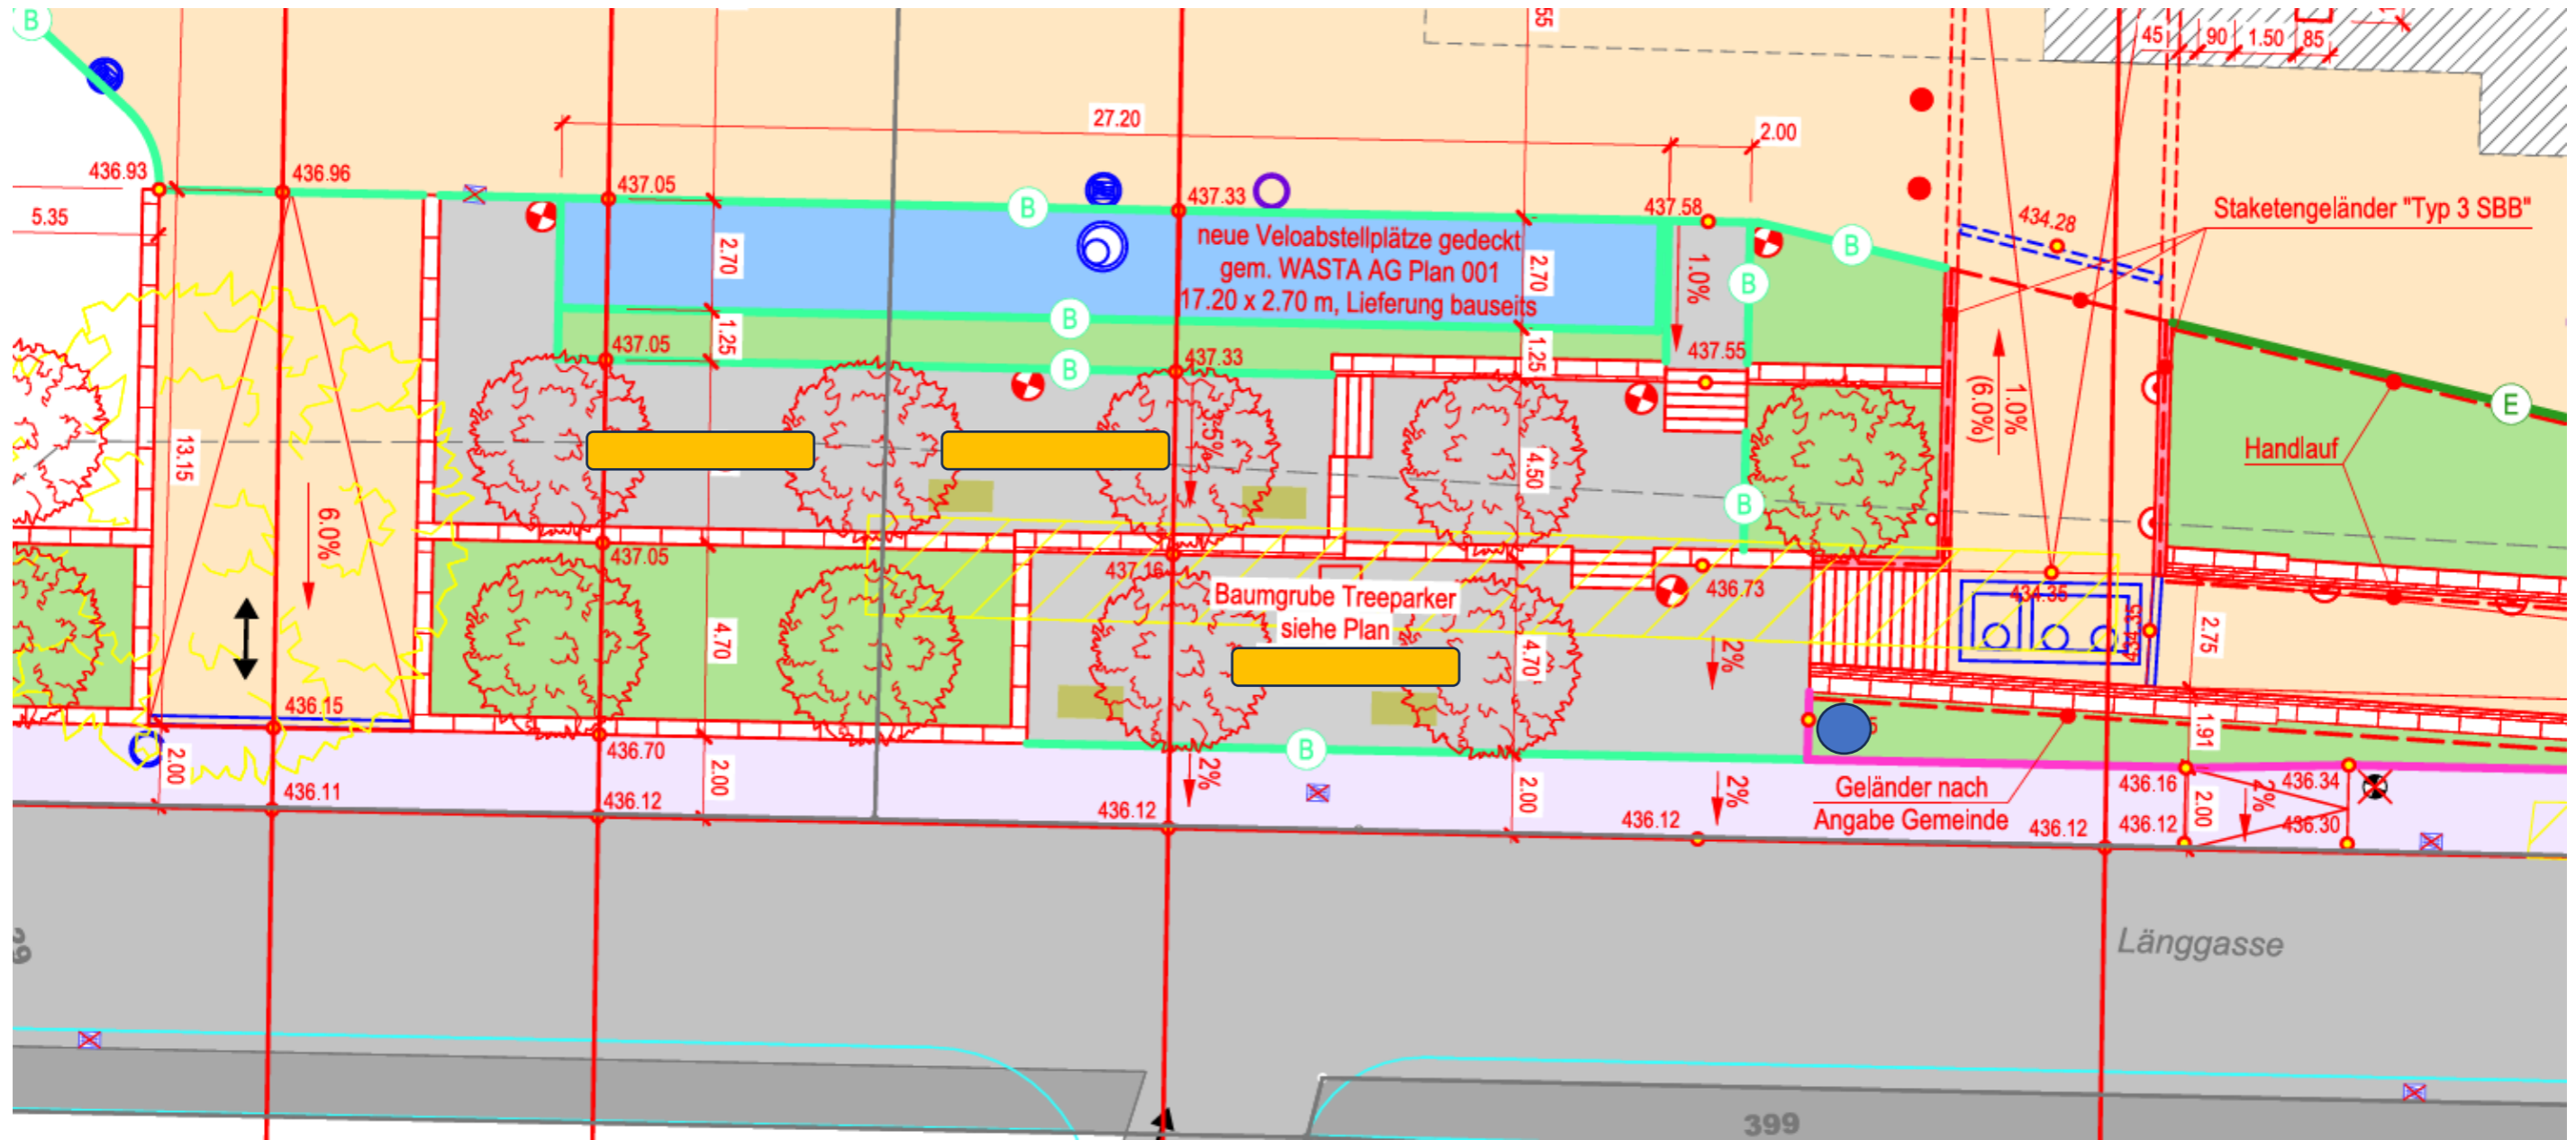 B
55
45
90
1.50
85
27.20
2.00
436.93
436.96
437.05
B
437.33
437.58
434.28
Staketengeländer "Typ 3 SBB"
5.35
2.70
neue Veloabstellplätze gedeckt
gem. WASTA AG Plan 001
17.20 x 2.70 m, Lieferung bauseits
2.70
1.0%
B
B
1.25
437.05
B
B
437.33
1.25
437.55
1.0%
(6.0%)
E
13.15
4.50
Handlauf
B
6.0%
437.05
437.16
Baumgrube Treeparker
siehe Plan
436.73
434.35
434.33
4.70
4.70
2%
2.75
436.15
436.70
B
1.91
2.00
2.00
2%
2.00
2%
Geländer nach
Angabe Gemeinde
436.16
436.34
2.00
2%
436.11
436.12
436.12
436.12
436.12
436.12
436.30
Länggasse
399